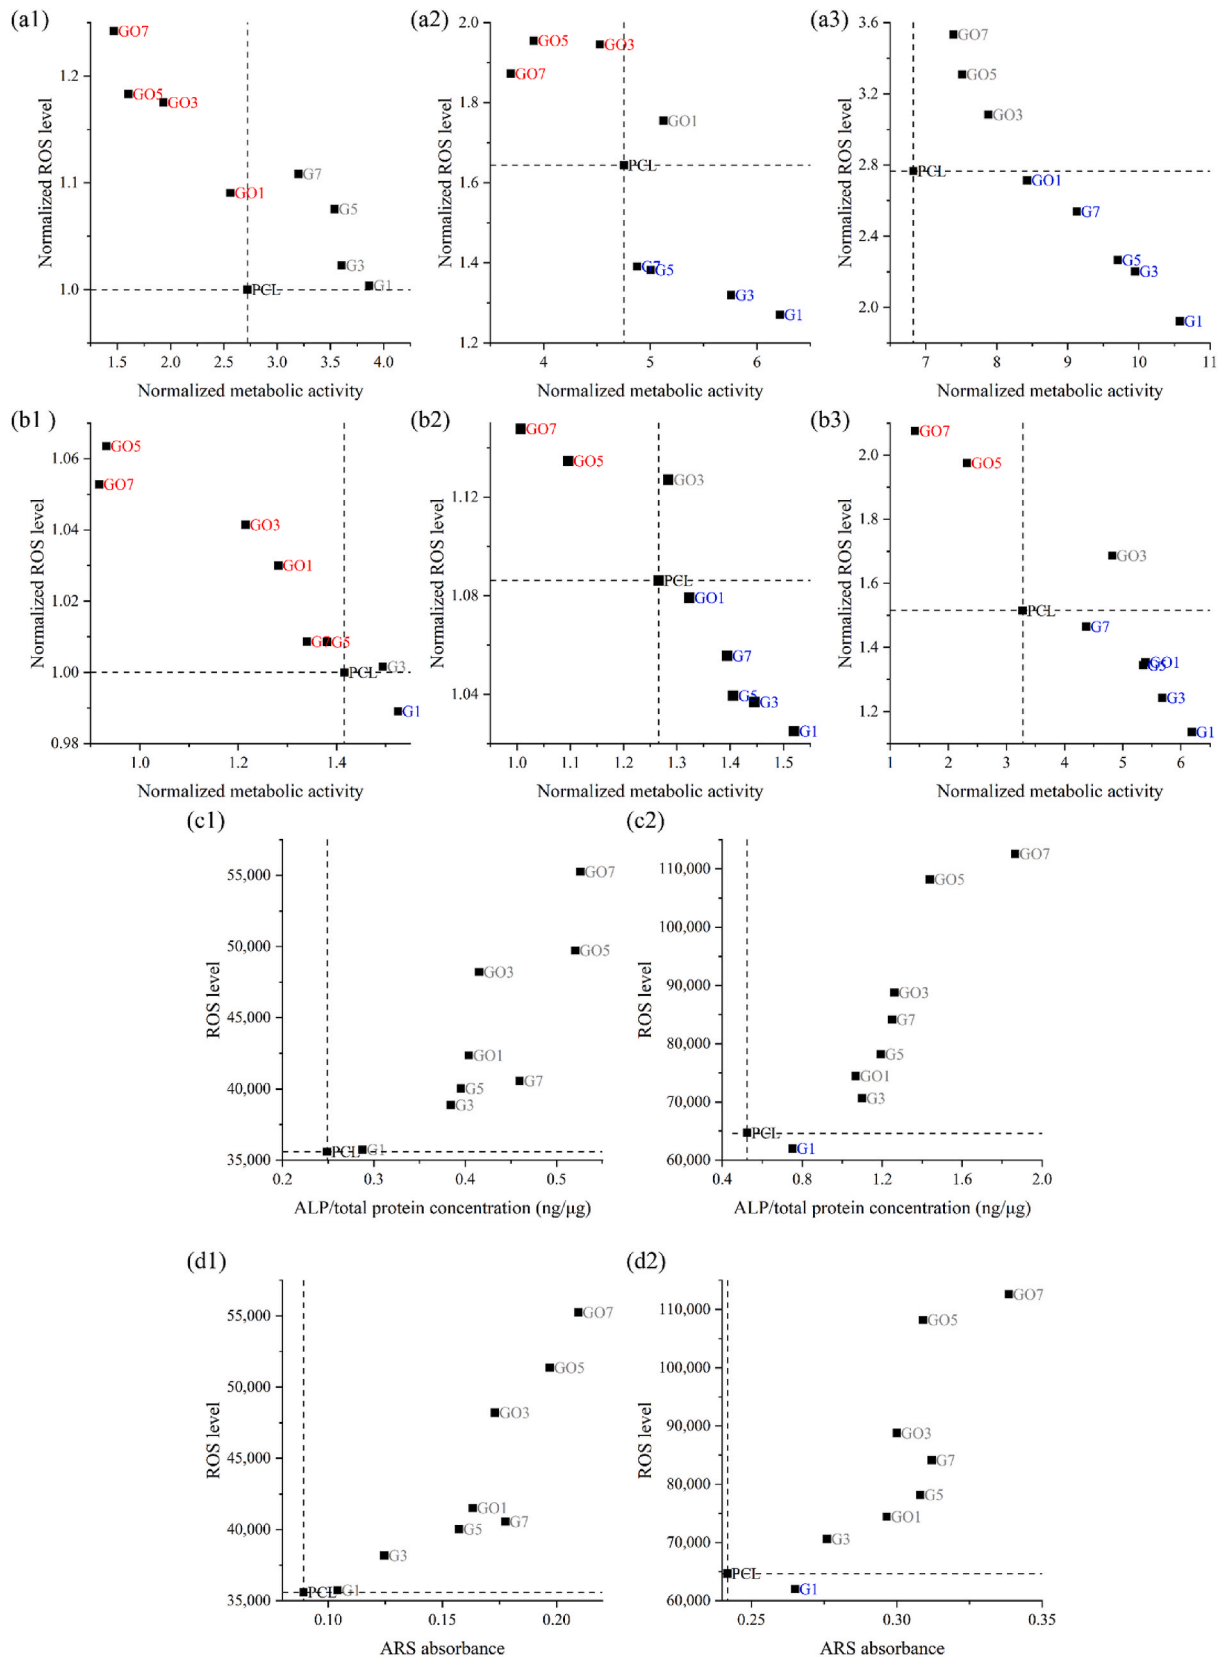 (a1)
Normalized ROS level
1.2
1.1
1.0
GO7
GO5
GO3
GO1
G7
G5
G3
G1
PCL
1.5 2.0 2.5 3.0 3.5 4.0
Normalized metabolic activity
(a2)
Normalized ROS level
2.0
1.8
1.6
1.4
1.2
GO5
GO3
GO7
GO1
PCL
G7
G5
G3
G1
4 5 6
Normalized metabolic activity
(a3)
Normalized ROS level
3.6
3.2
2.8
2.4
2.0
GO7
GO5
GO3
PCL
GO1
G7
G5
G3
G1
7 8 9 10 11
Normalized metabolic activity
(b1 )
Normalized ROS level
1.06
1.04
1.02
1.00
0.98
GO5
GO7
GO3
GO1
G5
G3
PCL
G1
1.0 1.2 1.4
Normalized metabolic activity
(b2)
Normalized ROS level
1.12
1.08
1.04
GO7
GO5
GO3
PCL
GO1
G7
G5
G3
G1
1.0 1.1 1.2 1.3 1.4 1.5
Normalized metabolic activity
(b3)
Normalized ROS level
2.0
1.8
1.6
1.4
1.2
GO7
GO5
GO3
PCL
G7
GO1
G5
G3
G1
1 2 3 4 5 6
Normalized metabolic activity
(c1)
ROS level
55,000
50,000
45,000
40,000
35,000
GO7
GO5
GO3
GO1
G7
G5
G3
PCL
G1
0.2 0.3 0.4 0.5
ALP/total protein concentration (ng/μg)
(c2)
ROS level
110,000
100,000
90,000
80,000
70,000
60,000
GO7
GO5
GO3
G7
G5
GO1
G3
PCL
G1
0.4 0.8 1.2 1.6 2.0
ALP/total protein concentration (ng/μg)
(d1)
ROS level
55,000
50,000
45,000
40,000
35,000
GO7
GO5
GO3
GO1
G7
G5
G3
PCL
G1
0.10 0.15 0.20
ARS absorbance
(d2)
ROS level
110,000
100,000
90,000
80,000
70,000
60,000
GO7
GO5
GO3
G7
G5
GO1
G3
PCL
G1
0.25 0.30 0.35
ARS absorbance